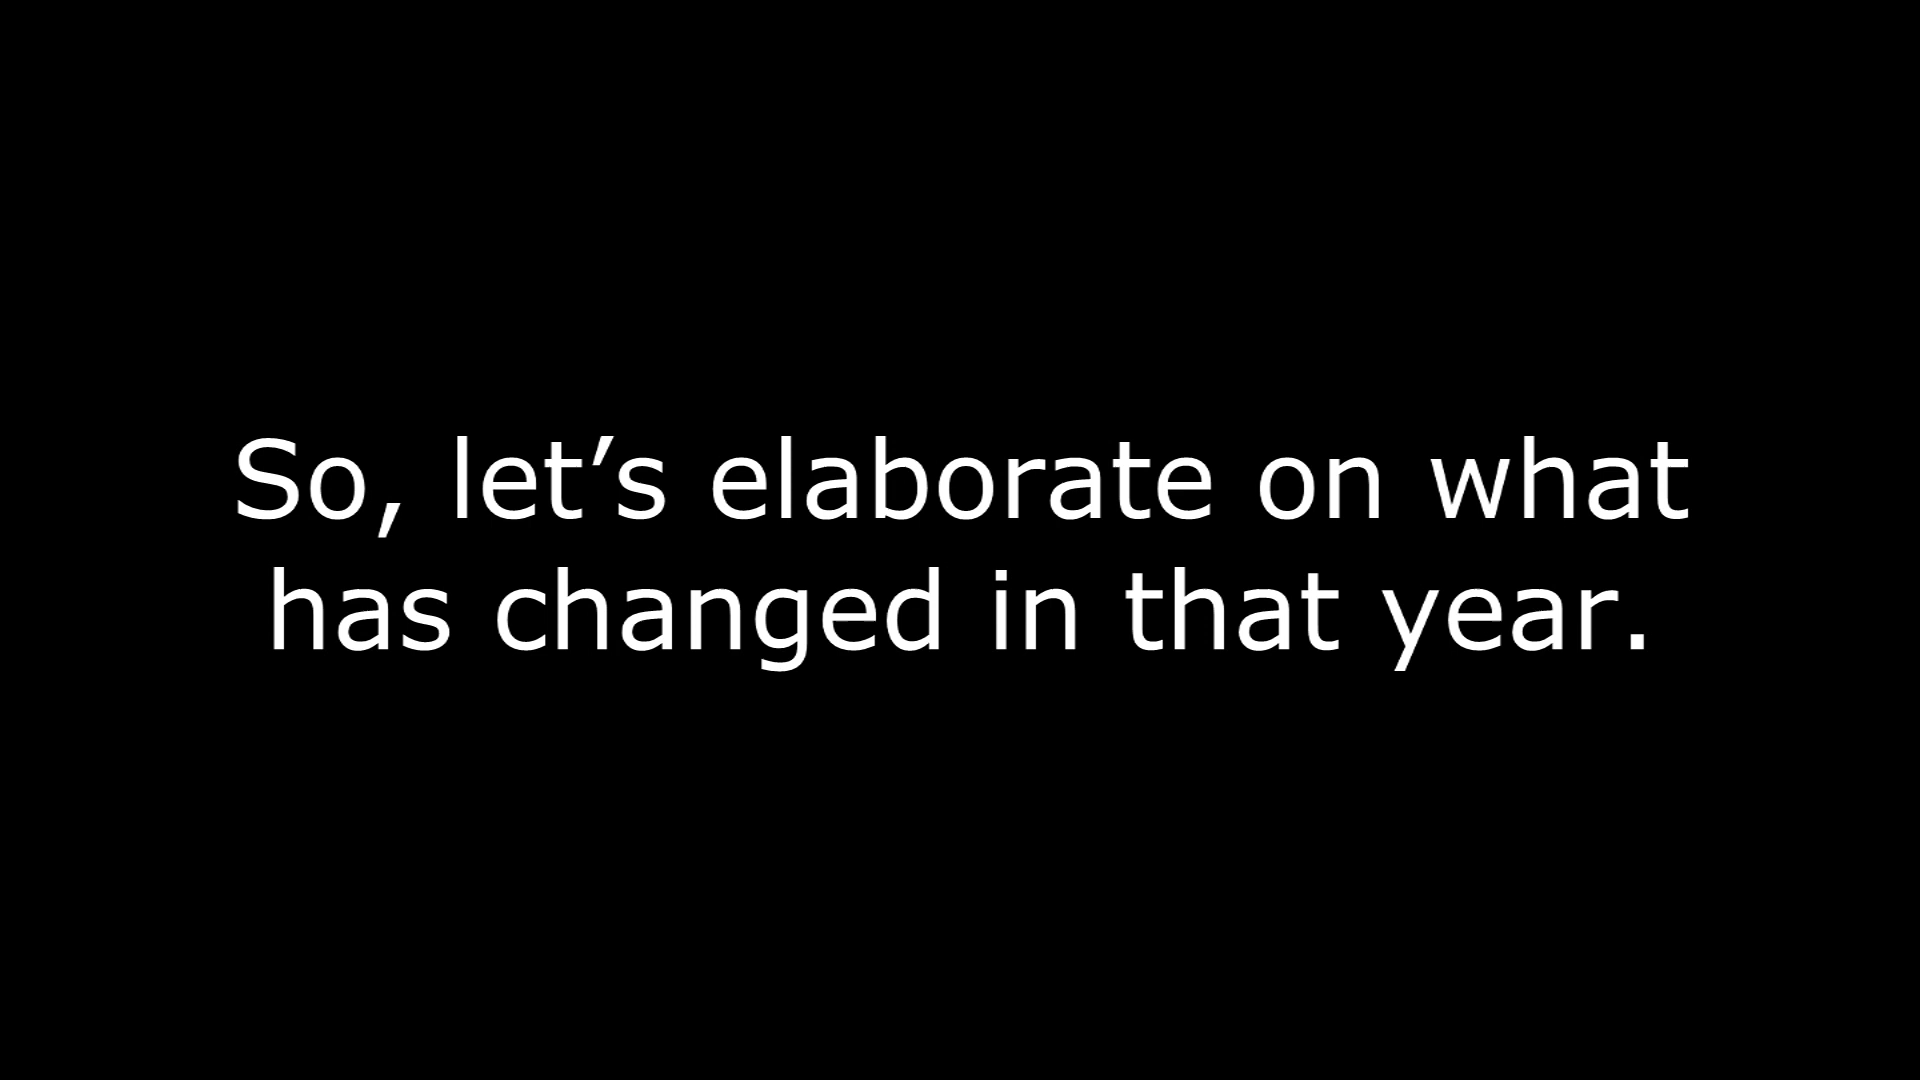 So, let’s elaborate on what
has changed in that year.